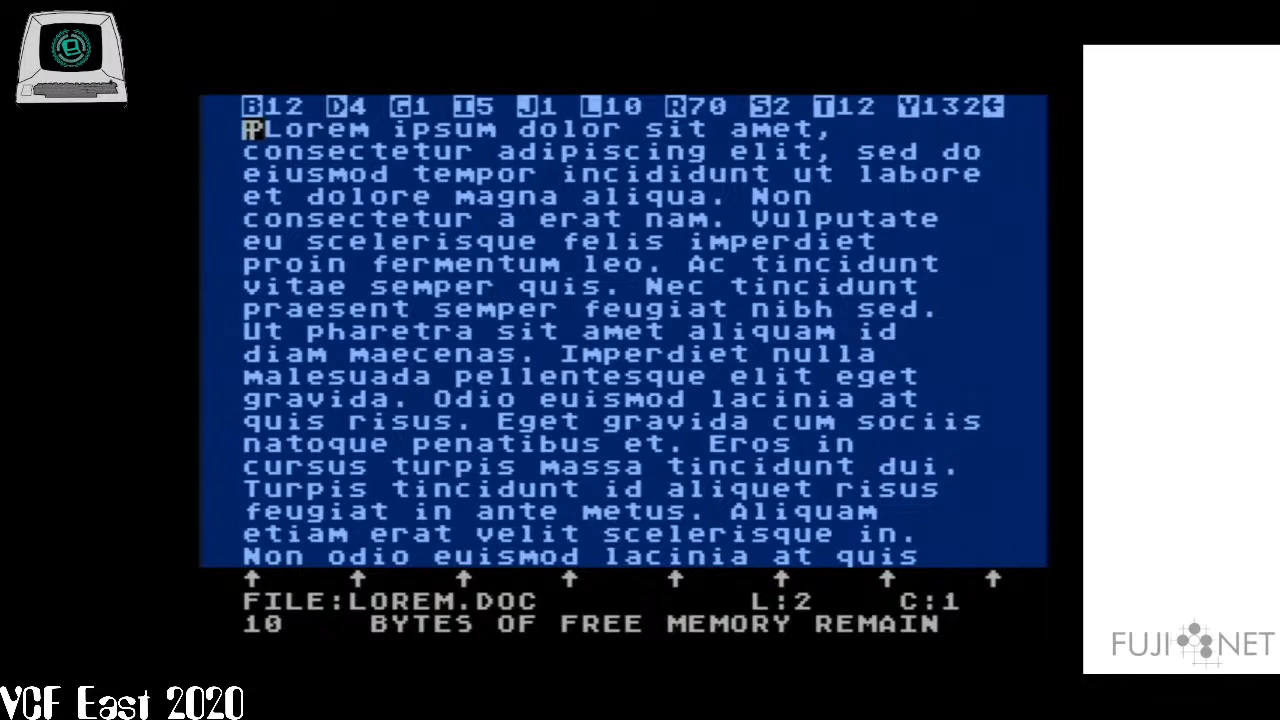 B12 D4 G1 I5 J1 L10 R70 S2 T12 Y132←
PLorem ipsum dolor sit amet,
consectetur adipiscing elit, sed do
eiusmod tempor incididunt ut labore
et dolore magna aliqua. Non
consectetur a erat nam. Vulputate
eu scelerisque felis imperdiet
proin fermentum leo. Ac tincidunt
vitae semper quis. Nec tincidunt
praesent semper feugiat nibh sed.
Ut pharetra sit amet aliquam id
diam maecenas. Imperdiet nulla
malesuada pellentesque elit eget
gravida. Odio euismod lacinia at
quis risus. Eget gravida cum sociis
natoque penatibus et. Eros in
cursus turpis massa tincidunt dui.
Turpis tincidunt id aliquet risus
feugiat in ante metus. Aliquam
etiam erat velit scelerisque in.
Non odio euismod lacinia at quis
FILE:LOREM.DOC L:2 C:1
10 BYTES OF FREE MEMORY REMAIN
FUJI NET
VCF East 2020